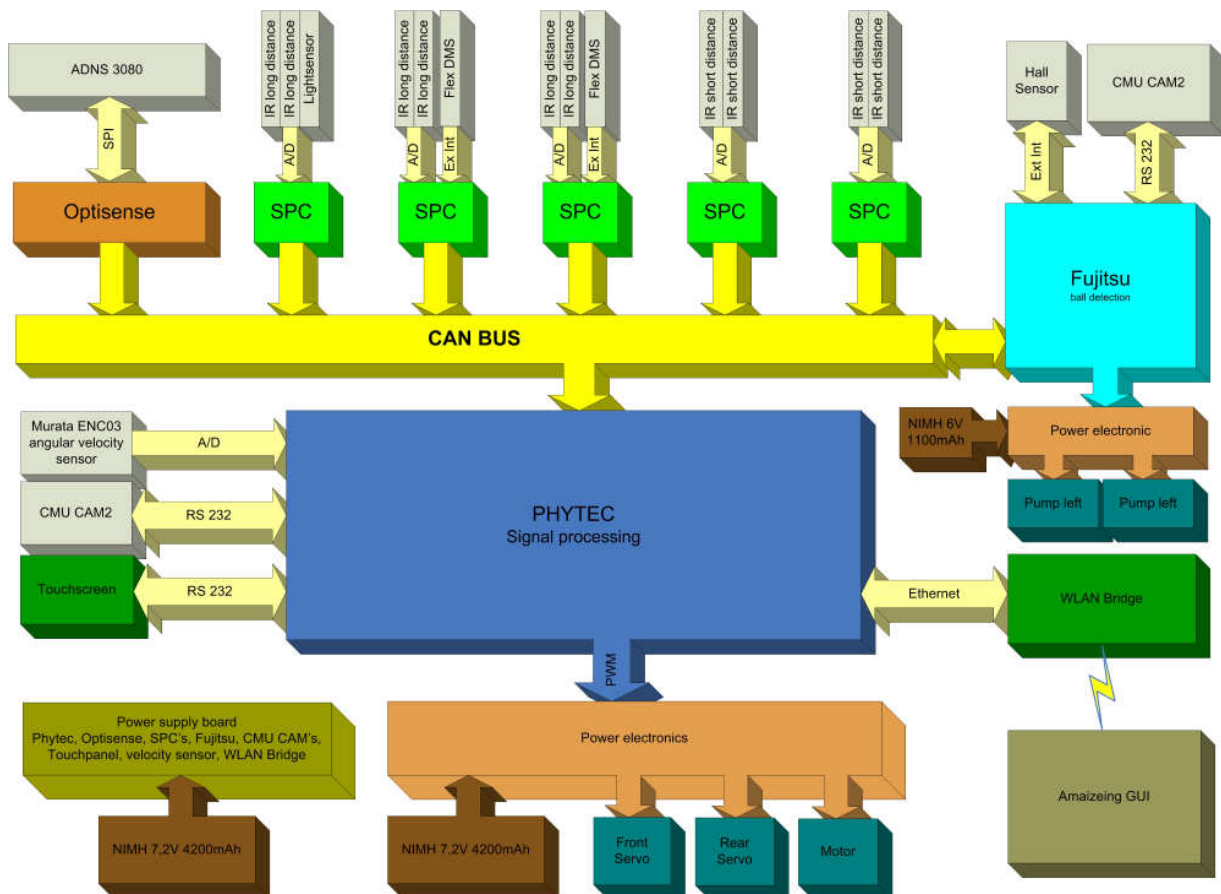 ADNS 3080
IR long distance
IR long distance
Lightsensor
IR long distance
IR long distance
Flex DMS
IR long distance
IR long distance
Flex DMS
IR short distance
IR short distance
IR short distance
IR short distance
Hall
Sensor
CMU CAM2
SPI
A/D
A/D
Ex Int
A/D
Ex Int
A/D
A/D
Ext Int
RS 232
Optisense
SPC
SPC
SPC
SPC
SPC
Fujitsu
ball detection
CAN BUS
Murata ENC03
angular velocity
sensor
A/D
NIMH 6V
1100mAh
Power electronic
CMU CAM2
RS 232
PHYTEC
Signal processing
Pump left
Pump left
Touchscreen
RS 232
Ethernet
WLAN Bridge
PWM
Power supply board
Phytec, Optisense, SPC's, Fujitsu, CMU CAM's,
Touchpanel, velocity sensor, WLAN Bridge
Power electronics
Amaizeing GUI
NIMH 7,2V 4200mAh
NIMH 7,2V 4200mAh
Front
Servo
Rear
Servo
Motor